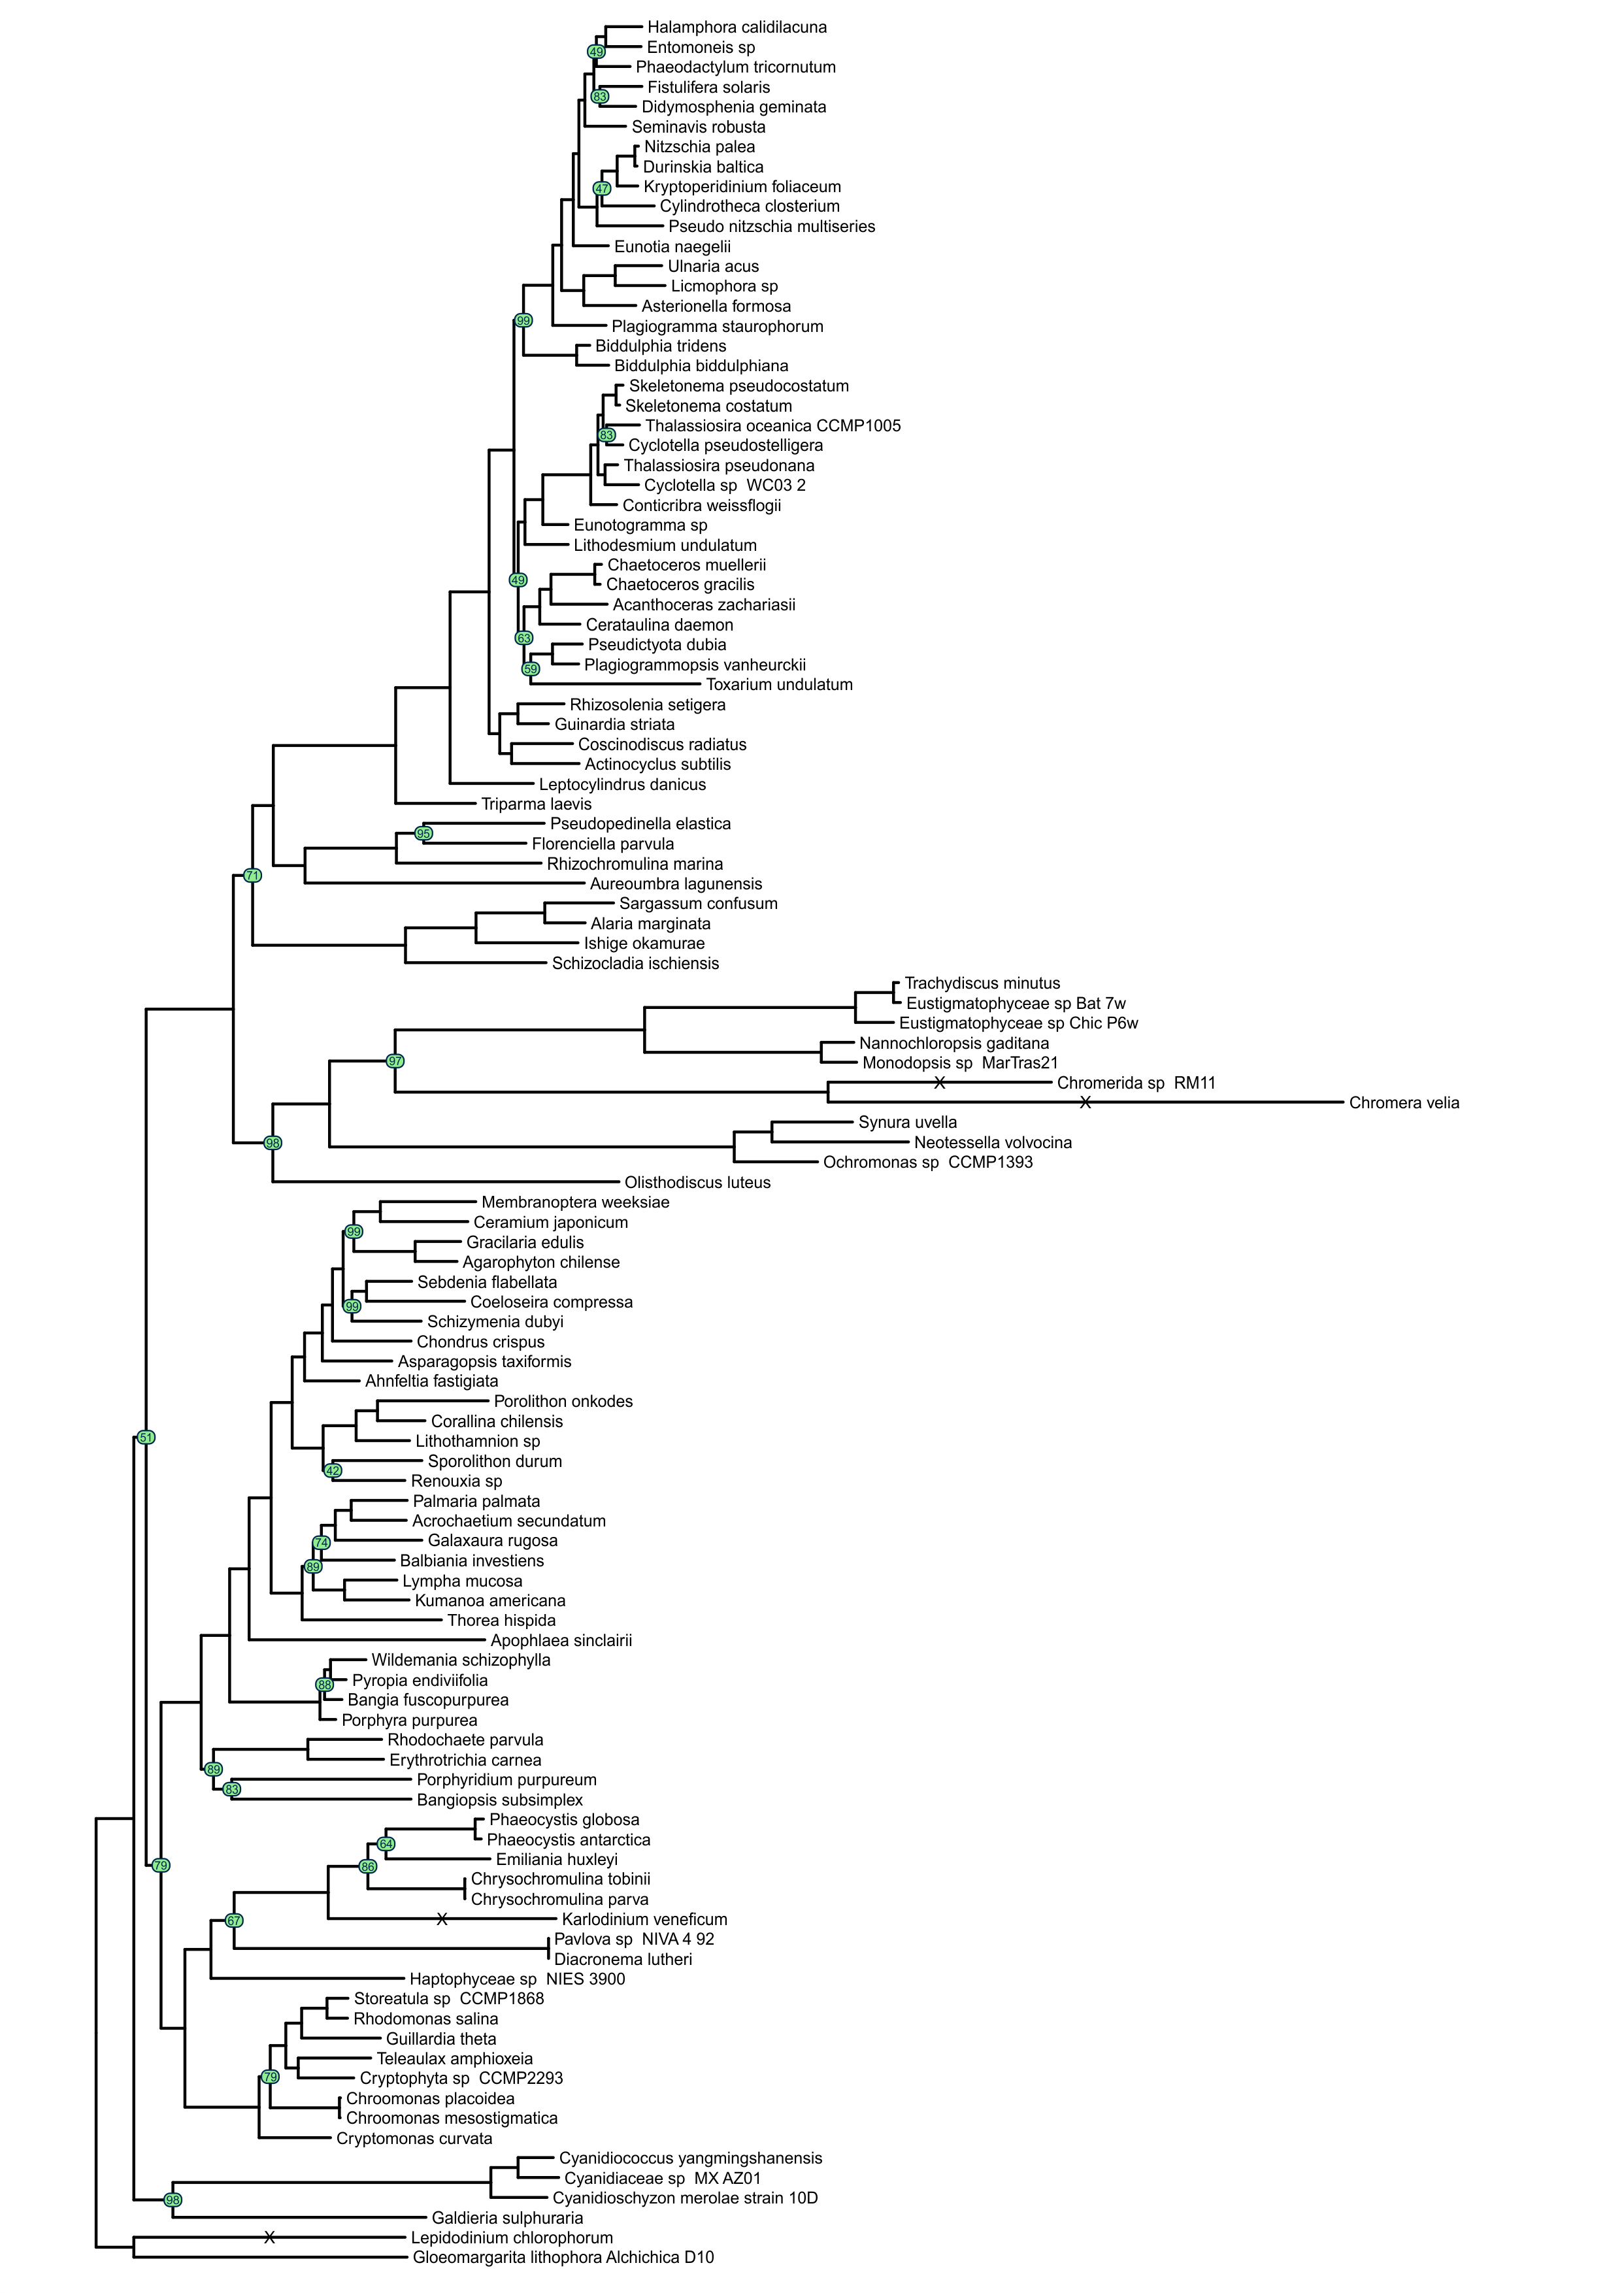 Halamphora calidilacuna
49
Entomoneis sp
Phaeodactylum tricornutum
Fistulifera solaris
83
Didymosphenia geminata
Seminavis robusta
Nitzschia palea
Durinskia baltica
47
Kryptoperidinium foliaceum
Cylindrotheca closterium
Pseudo nitzschia multiseries
Eunotia naegelii
Ulnaria acus
Licmophora sp
Asterionella formosa
99
Plagiogramma staurophorum
Biddulphia tridens
Biddulphia biddulphiana
Skeletonema pseudocostatum
Skeletonema costatum
Thalassiosira oceanica CCMP1005
83
Cyclotella pseudostelligera
Thalassiosira pseudonana
Cyclotella sp WC03 2
Conticribra weissflogii
Eunotogramma sp
Lithodesmium undulatum
Chaetoceros muellerii
49
Chaetoceros gracilis
Acanthoceras zachariasii
Cerataulina daemon
63
Pseudictyota dubia
Plagiogrammopsis vanheurckii
59
Toxarium undulatum
Rhizosolenia setigera
Guinardia striata
Coscinodiscus radiatus
Actinocyclus subtilis
Leptocylindrus danicus
Triparma laevis
Pseudopedinella elastica
95
Florenciella parvula
Rhizochromulina marina
71
Aureoumbra lagunensis
Sargassum confusum
Alaria marginata
Ishige okamurae
Schizocladia ischiensis
Trachydiscus minutus
Eustigmatophyceae sp Bat 7w
Eustigmatophyceae sp Chic P6w
Nannochloropsis gaditana
97
Monodopsis sp MarTras21
X
Chromerida sp RM11
X
Chromera velia
Synura uvella
98
Neotessella volvocina
Ochromonas sp CCMP1393
Olisthodiscus luteus
Membranoptera weeksiae
Ceramium japonicum
99
Gracilaria edulis
Agarophyton chilense
Sebdenia flabellata
Coeloseira compressa
99
Schizymenia dubyi
Chondrus crispus
Asparagopsis taxiformis
Ahnfeltia fastigiata
Porolithon onkodes
Corallina chilensis
51
Lithothamnion sp
Sporolithon durum
42
Renouxia sp
Palmaria palmata
Acrochaetium secundatum
Galaxaura rugosa
74
Balbiania investiens
89
Lympha mucosa
Kumanoa americana
Thorea hispida
Apophlaea sinclairii
Wildemania schizophylla
Pyropia endiviifolia
88
Bangia fuscopurpurea
Porphyra purpurea
Rhodochaete parvula
Erythrotrichia carnea
89
Porphyridium purpureum
83
Bangiopsis subsimplex
Phaeocystis globosa
Phaeocystis antarctica
64
Emiliania huxleyi
79
86
Chrysochromulina tobinii
Chrysochromulina parva
X
Karlodinium veneficum
67
Pavlova sp NIVA 4 92
Diacronema lutheri
Haptophyceae sp NIES 3900
Storeatula sp CCMP1868
Rhodomonas salina
Guillardia theta
Teleaulax amphioxeia
79
Cryptophyta sp CCMP2293
Chroomonas placoidea
Chroomonas mesostigmatica
Cryptomonas curvata
Cyanidiococcus yangmingshanensis
Cyanidiaceae sp MX AZ01
98
Cyanidioschyzon merolae strain 10D
Galdieria sulphuraria
X
Lepidodinium chlorophorum
Gloeomargarita lithophora Alchichica D10